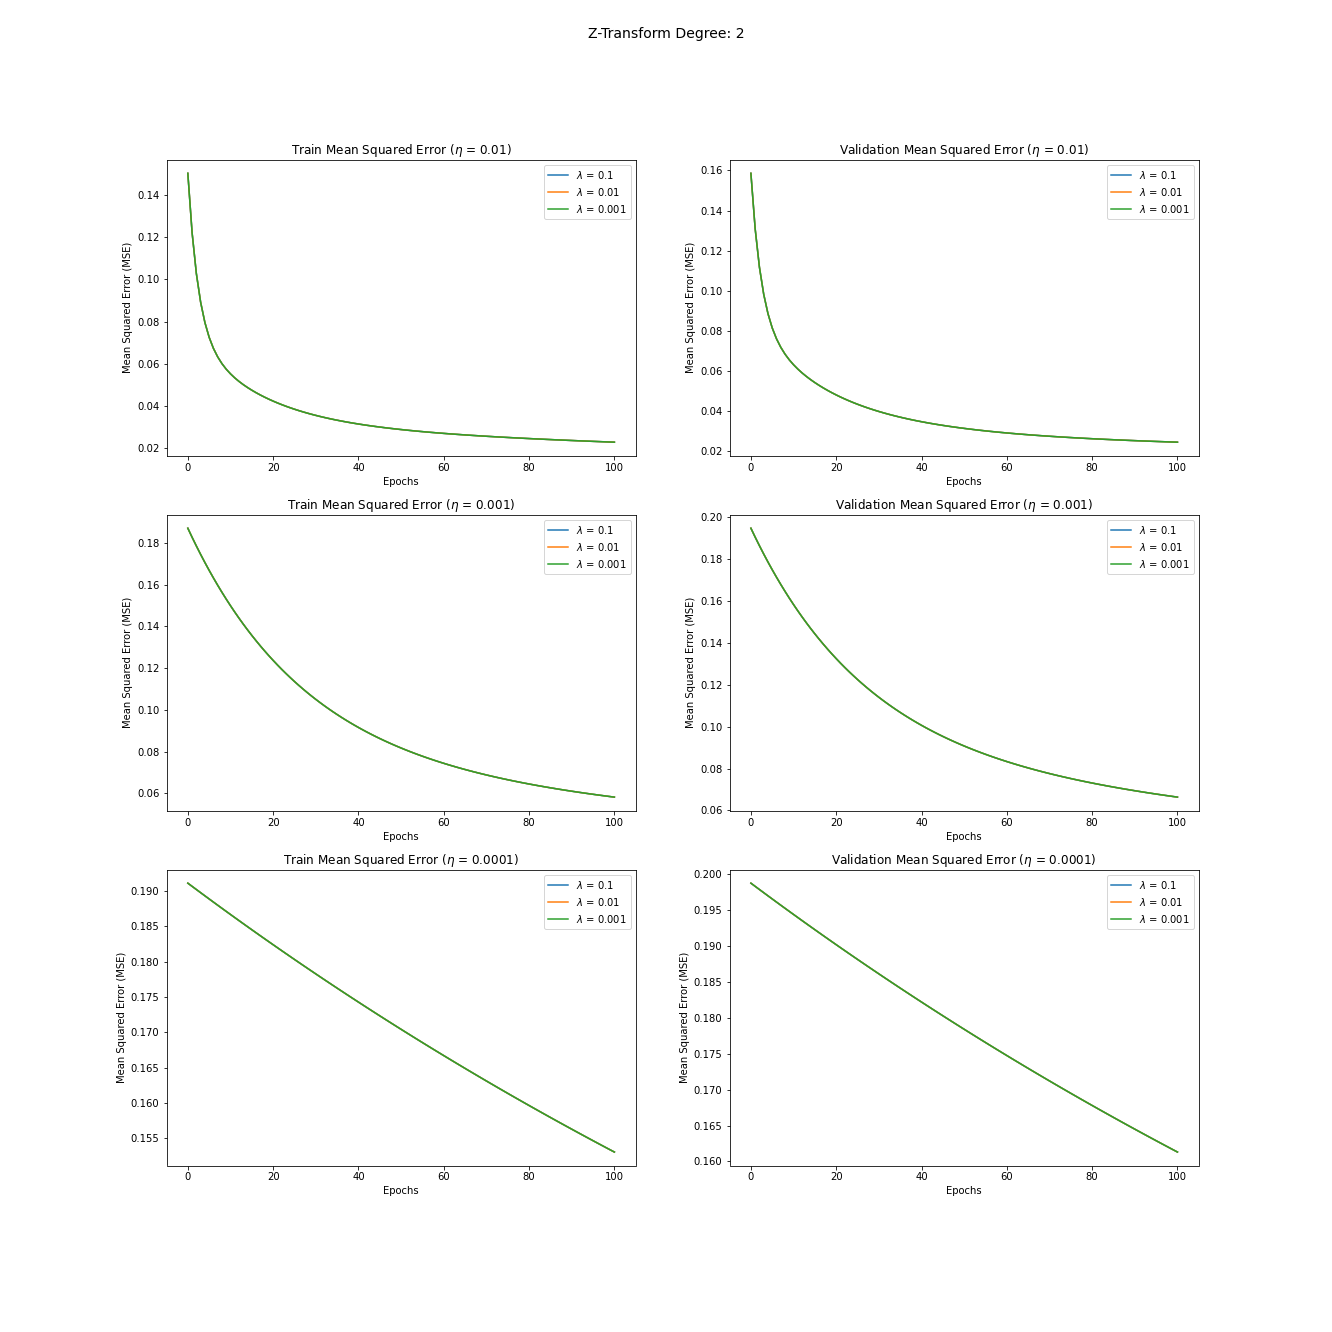 Z-Transform Degree: 2
Train Mean Squared Error (η = 0.01)
Mean Squared Error (MSE)
0.14
0.12
0.10
0.08
0.06
0.04
0.02
λ = 0.1
λ = 0.01
λ = 0.001
0 20 40 60 80 100
Epochs
Validation Mean Squared Error (η = 0.01)
Mean Squared Error (MSE)
0.16
0.14
0.12
0.10
0.08
0.06
0.04
0.02
λ = 0.1
λ = 0.01
λ = 0.001
0 20 40 60 80 100
Epochs
Train Mean Squared Error (η = 0.001)
Mean Squared Error (MSE)
0.18
0.16
0.14
0.12
0.10
0.08
0.06
λ = 0.1
λ = 0.01
λ = 0.001
0 20 40 60 80 100
Epochs
Validation Mean Squared Error (η = 0.001)
Mean Squared Error (MSE)
0.20
0.18
0.16
0.14
0.12
0.10
0.08
0.06
λ = 0.1
λ = 0.01
λ = 0.001
0 20 40 60 80 100
Epochs
Train Mean Squared Error (η = 0.0001)
Mean Squared Error (MSE)
0.190
0.185
0.180
0.175
0.170
0.165
0.160
0.155
λ = 0.1
λ = 0.01
λ = 0.001
0 20 40 60 80 100
Epochs
Validation Mean Squared Error (η = 0.0001)
Mean Squared Error (MSE)
0.200
0.195
0.190
0.185
0.180
0.175
0.170
0.165
0.160
λ = 0.1
λ = 0.01
λ = 0.001
0 20 40 60 80 100
Epochs